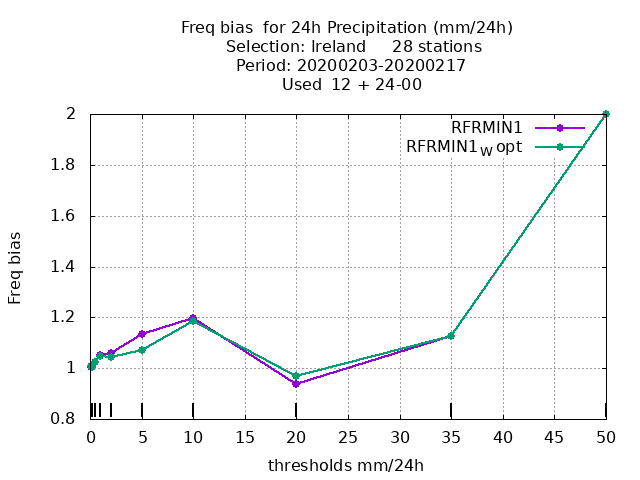 Freq bias  for 24h Precipitation (mm/24h)
Selection: Ireland     28 stations
Period: 20200203-20200217
Used  12 + 24-00
RFRMIN1
RFRMIN1W opt
2
1.8
1.6
1.4
1.2
1
0.8
Freq bias
0 5 10 15 20 25 30 35 40 45 50
thresholds mm/24h